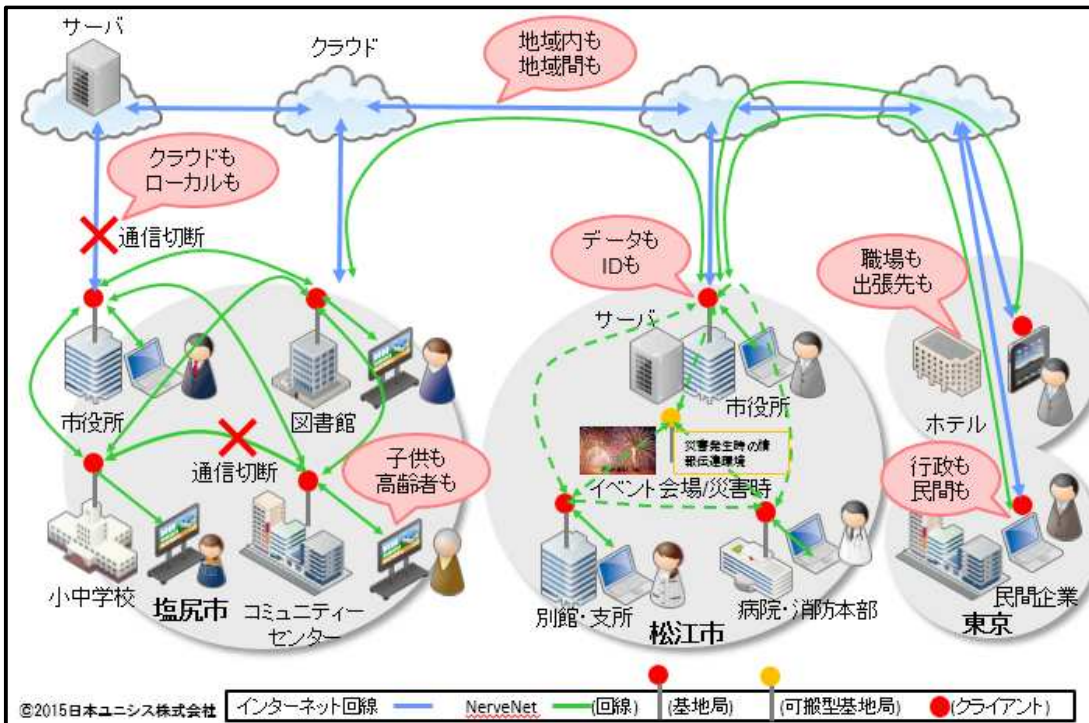 サーバ
クラウド
地域内も
地域間も
クラウドも
ローカルも
通信切断
データも
IDも
職場も
出張先も
サーバ
市役所
図書館
市役所
ホテル
通信切断
子供も
高齢者も
災害発生時の情
報伝達環境
イベント会場/災害時
行政も
民間も
小中学校
塩尻市
コミュニティー
センター
別館・支所
松江市
病院・消防本部
民間企業
東京
©2015日本ユニシス株式会社
インターネット回線
NerveNet
(回線)
(基地局)
(可搬型基地局)
(クライアント)